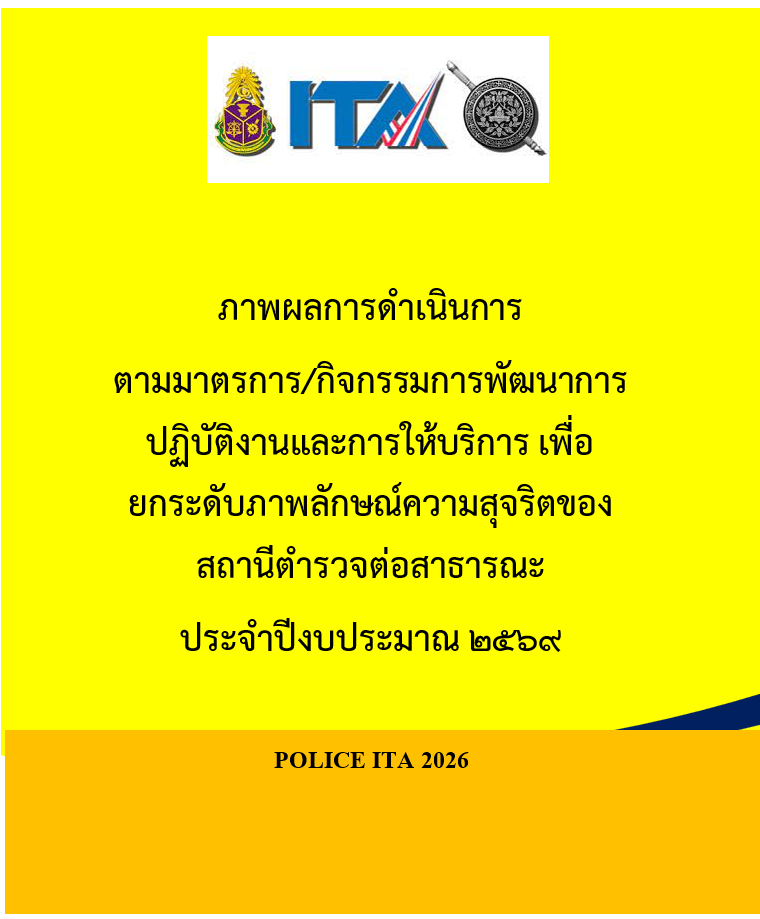 ITA
ภาพผลการดำเนินการ
ตามมาตรการ/กิจกรรมการพัฒนาการ
ปฏิบัติงานและการให้บริการ เพื่อ
ยกระดับภาพลักษณ์ความสุจริตของ
สถานีตำรวจต่อสาธารณะ
ประจำปีงบประมาณ ๒๕๖๙
POLICE ITA 2026